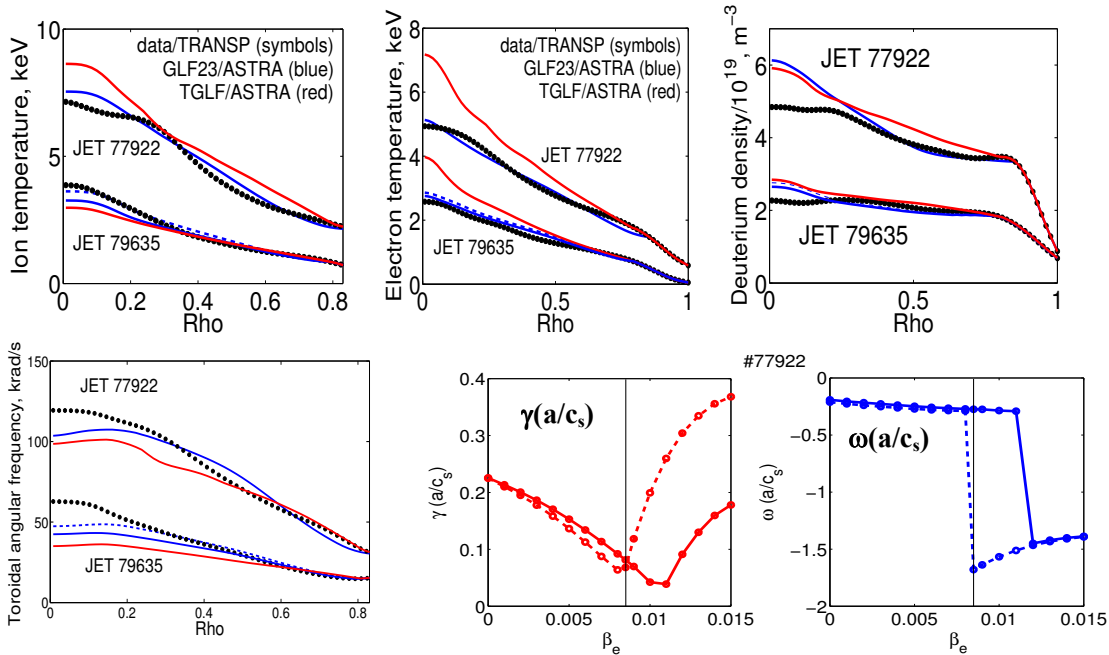 Ion temperature, keV
10
5
0
data/TRANSP (symbols)
GLF23/ASTRA (blue)
TGLF/ASTRA (red)
JET 77922
JET 79635
0
0.2
0.4
0.6
0.8
Rho
Electron temperature, keV
8
6
4
2
0
data/TRANSP (symbols)
GLF23/ASTRA (blue)
TGLF/ASTRA (red)
JET 77922
JET 79635
0
0.5
1
Rho
Deuterium density/10^19, m^−3
6
4
2
0
JET 77922
JET 79635
0
0.5
1
Rho
Toroidal angular frequency, krad/s
150
100
50
0
JET 77922
JET 79635
0
0.2
0.4
0.6
0.8
Rho
γ (a/c_s)
0.4
0.3
0.2
0.1
0
γ(a/c_s)
0
0.005
0.01
0.015
β_e
#77922
ω (a/c_s)
0
−0.5
−1
−1.5
−2
ω(a/c_s)
0
0.005
0.01
0.015
β_e